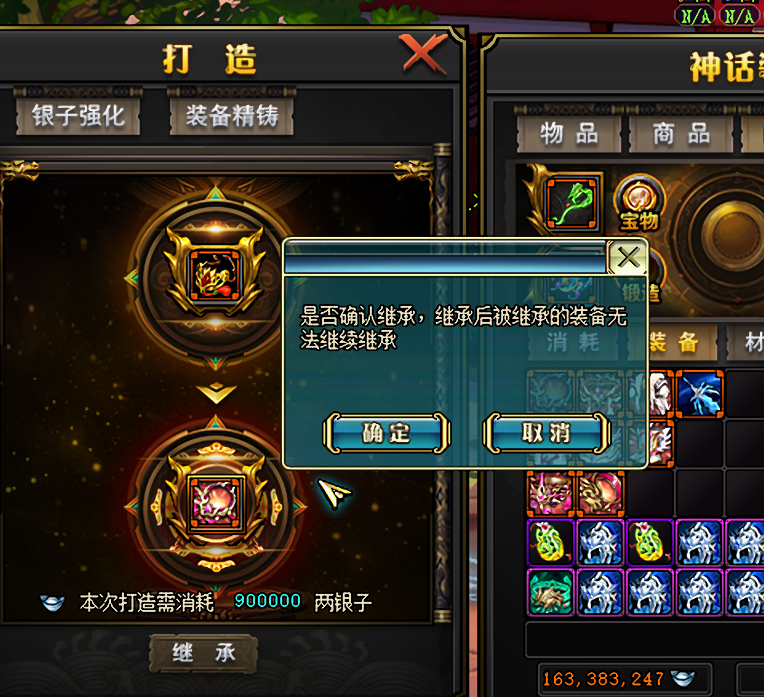 N/A N/A
打 造
神话
银子强化 装备精铸
物 品 商 品
宝物
锻造
是否确认继承，继承后被继承的装备无
法继续继承
消 耗 装 备 材
确 定 取 消
本次打造需消耗 900000 两银子
继 承
163,383,247